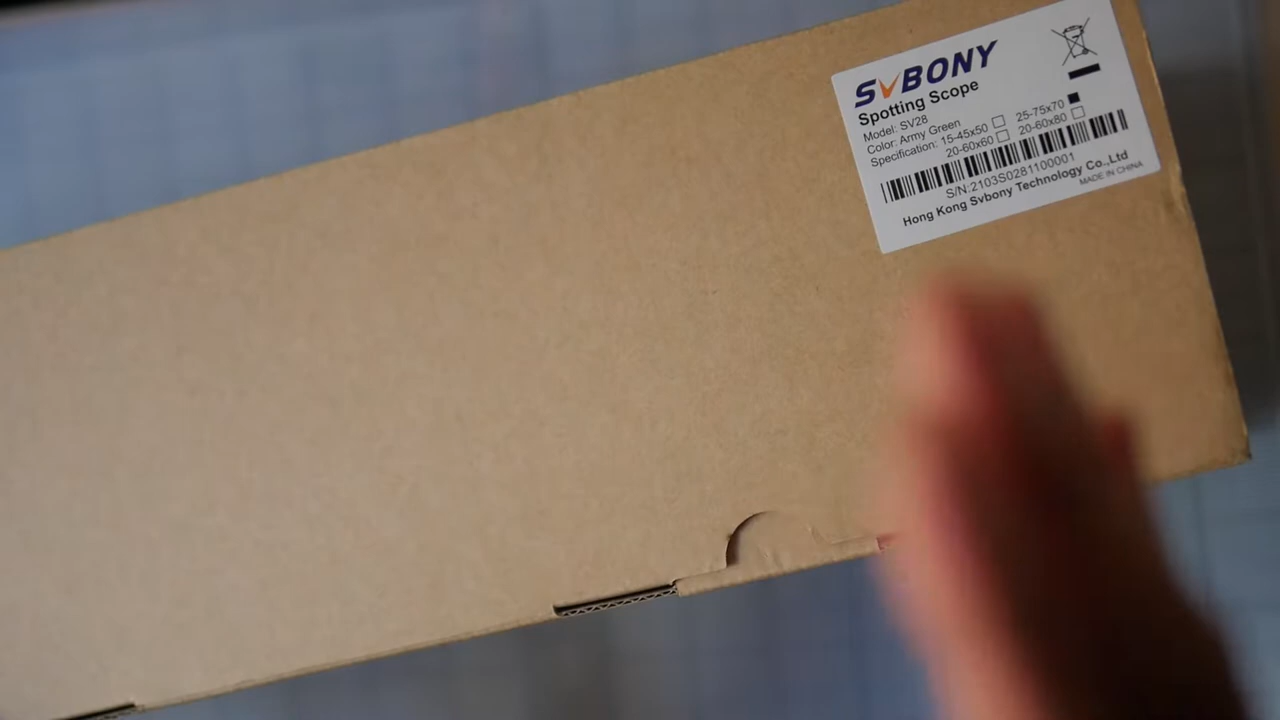 SVBONY
Spotting Scope
Model: SV28
Color: Army Green
Specification: 15-45x50 25-75x70
20-60x60 20-60x80
S/N:2103S0281100001
Hong Kong Svbony Technology Co.,Ltd
MADE IN CHINA